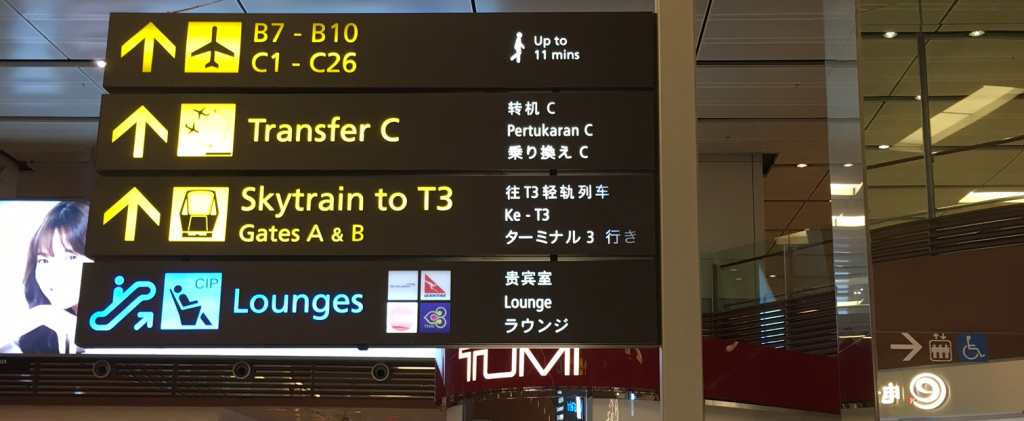 B7 - B10
C1 - C26
Up to
11 mins
Transfer C
转机 C
Pertukaran C
乗り換え C
Skytrain to T3
Gates A & B
往 T3 轻轨列车
Ke - T3
ターミナル 3 行き
CIP
Lounges
QANTAS
THAI
贵宾室
Lounge
ラウンジ
TUMI